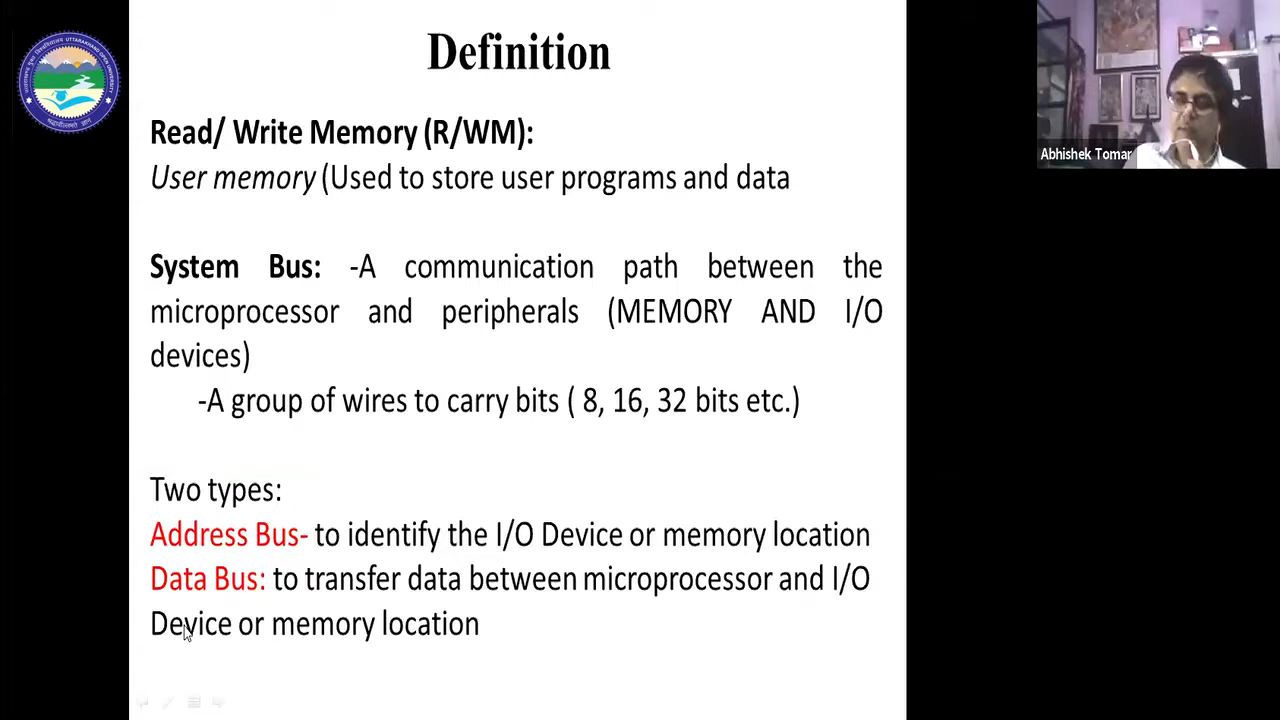 Definition
Read/ Write Memory (R/WM):
User memory (Used to store user programs and data
System Bus: -A communication path between the
microprocessor and peripherals (MEMORY AND I/O
devices)
-A group of wires to carry bits ( 8, 16, 32 bits etc.)
Two types:
Address Bus- to identify the I/O Device or memory location
Data Bus: to transfer data between microprocessor and I/O
Device or memory location
Abhishek Tomar